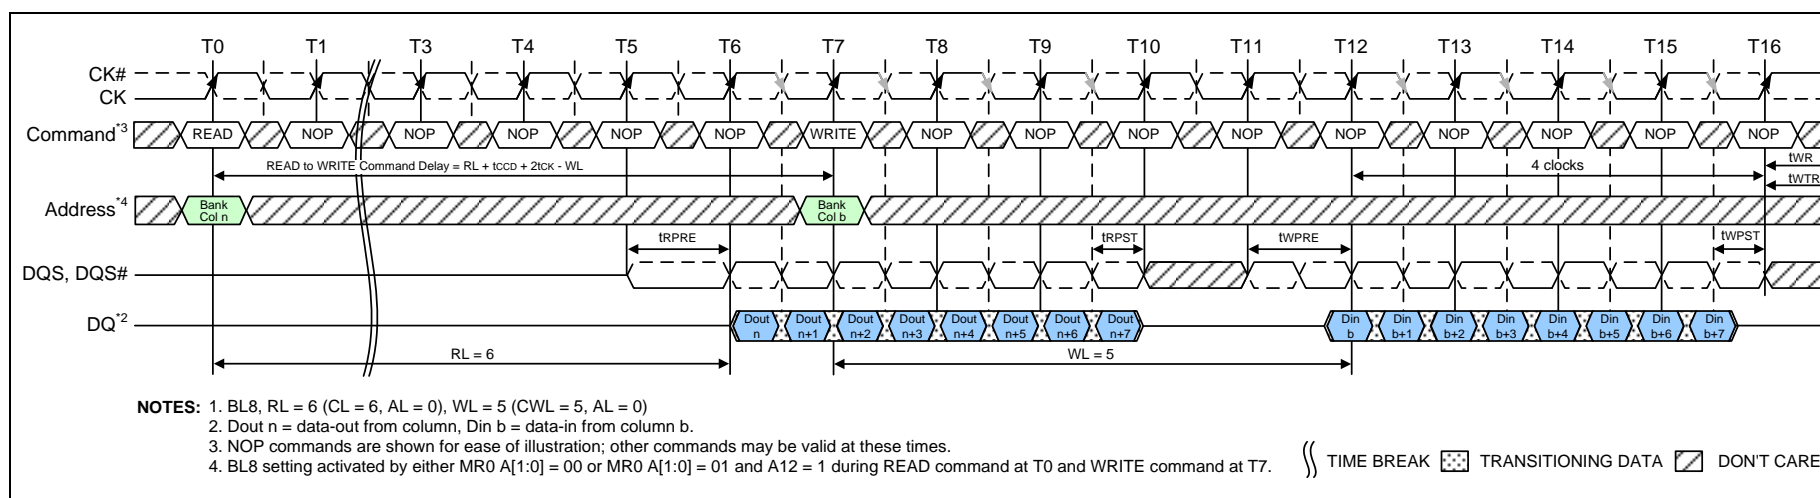 T0 T1 T3 T4 T5 T6 T7 T8 T9 T10 T11 T12 T13 T14 T15 T16
CK#
CK
Command*3 READ NOP NOP NOP NOP NOP WRITE NOP NOP NOP NOP NOP NOP NOP NOP NOP
READ to WRITE Command Delay = RL + tCCD + 2tCK - WL
4 clocks
tWR
tWTR
Address*4
Bank
Col n
Bank
Col b
tRPRE tRPST tWPRE tWPST
DQS, DQS#
DQ*2
Dout
n
Dout
n+1
Dout
n+2
Dout
n+3
Dout
n+4
Dout
n+5
Dout
n+6
Dout
n+7
Din
b
Din
b+1
Din
b+2
Din
b+3
Din
b+4
Din
b+5
Din
b+6
Din
b+7
RL = 6
WL = 5
NOTES: 1. BL8, RL = 6 (CL = 6, AL = 0), WL = 5 (CWL = 5, AL = 0)
2. Dout n = data-out from column, Din b = data-in from column b.
3. NOP commands are shown for ease of illustration; other commands may be valid at these times.
4. BL8 setting activated by either MR0 A[1:0] = 00 or MR0 A[1:0] = 01 and A12 = 1 during READ command at T0 and WRITE command at T7.
TIME BREAK TRANSITIONING DATA DON'T CARE